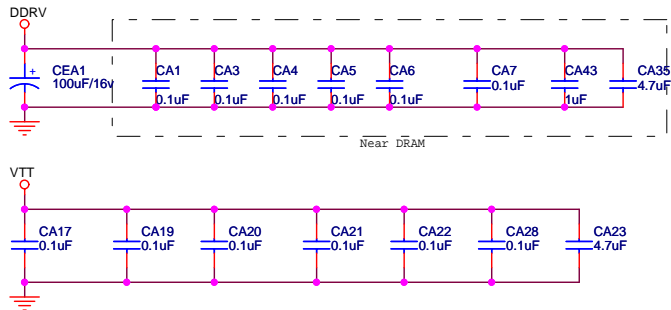 DDRV
CEA1
100uF/16v
+
CA1
0.1uF
CA3
0.1uF
CA4
0.1uF
CA5
0.1uF
CA6
0.1uF
CA7
0.1uF
CA43
1uF
CA35
4.7uF
Near DRAM
VTT
CA17
0.1uF
CA19
0.1uF
CA20
0.1uF
CA21
0.1uF
CA22
0.1uF
CA28
0.1uF
CA23
4.7uF